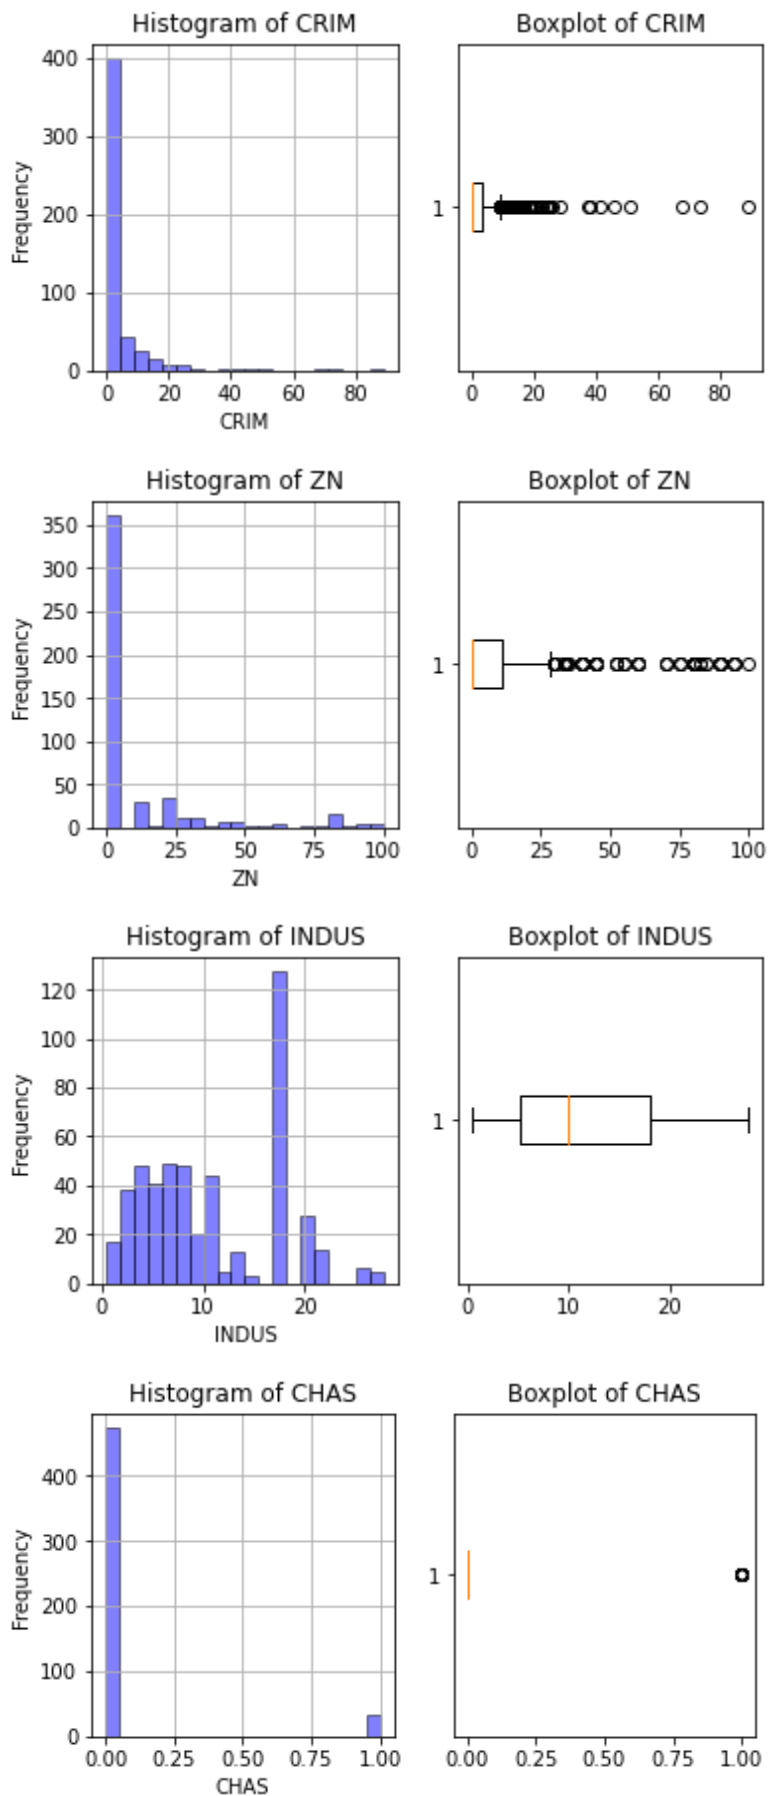 Histogram of CRIM
Boxplot of CRIM
400
300
200
100
0
Frequency
0 20 40 60 80
CRIM
1
0 20 40 60 80
Histogram of ZN
Boxplot of ZN
350
300
250
200
150
100
50
0
Frequency
0 25 50 75 100
ZN
1
0 25 50 75 100
Histogram of INDUS
Boxplot of INDUS
120
100
80
60
40
20
0
Frequency
0 10 20
INDUS
1
0 10 20
Histogram of CHAS
Boxplot of CHAS
400
300
200
100
0
Frequency
0.00 0.25 0.50 0.75 1.00
CHAS
1
0.00 0.25 0.50 0.75 1.00